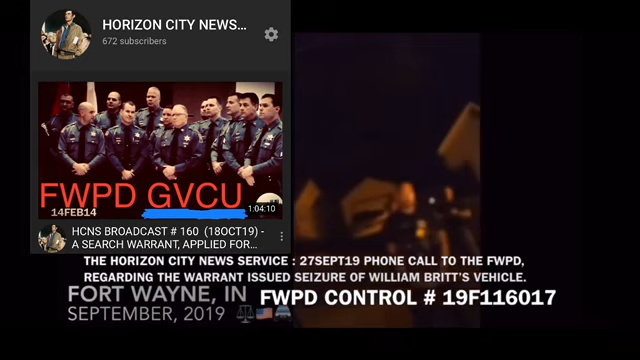 HORIZON CITY NEWS...
672 subscribers
FWPD GVCU
14FEB14
1:04:10
HCNS BROADCAST # 160 (18OCT19) -
A SEARCH WARRANT, APPLIED FOR...
THE HORIZON CITY NEWS SERVICE : 27SEPT19 PHONE CALL TO THE FWPD,
REGARDING THE WARRANT ISSUED SEIZURE OF WILLIAM BRITT'S VEHICLE.
FORT WAYNE, IN
FWPD CONTROL # 19F116017
SEPTEMBER, 2019